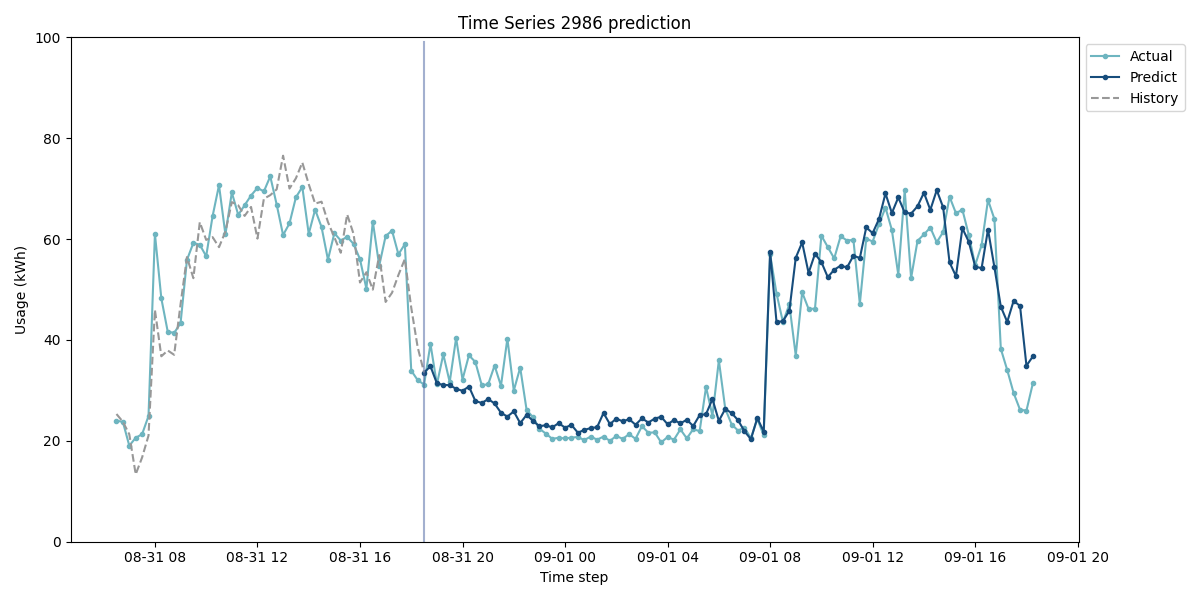 Time Series 2986 prediction
100
80
60
40
20
0
Usage (kWh)
08-31 08
08-31 12
08-31 16
08-31 20
09-01 00
09-01 04
09-01 08
09-01 12
09-01 16
09-01 20
Time step
Actual
Predict
History